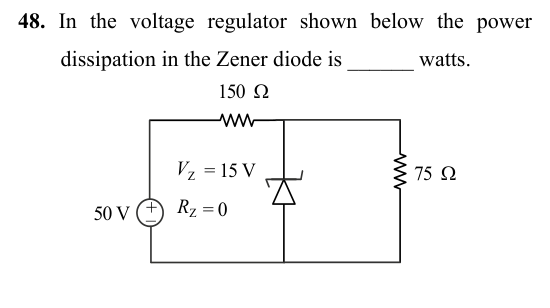 48. In the voltage regulator shown below the power
dissipation in the Zener diode is ______ watts.
150 Ω
V_Z = 15 V
75 Ω
50 V
+
−
R_Z = 0